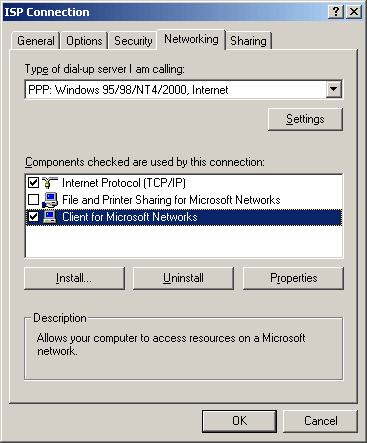 ISP Connection
General Options Security Networking Sharing
Type of dial-up server I am calling:
PPP: Windows 95/98/NT4/2000, Internet
Settings
Components checked are used by this connection:
Internet Protocol (TCP/IP)
File and Printer Sharing for Microsoft Networks
Client for Microsoft Networks
Install... Uninstall Properties
Description
Allows your computer to access resources on a Microsoft
network.
OK Cancel